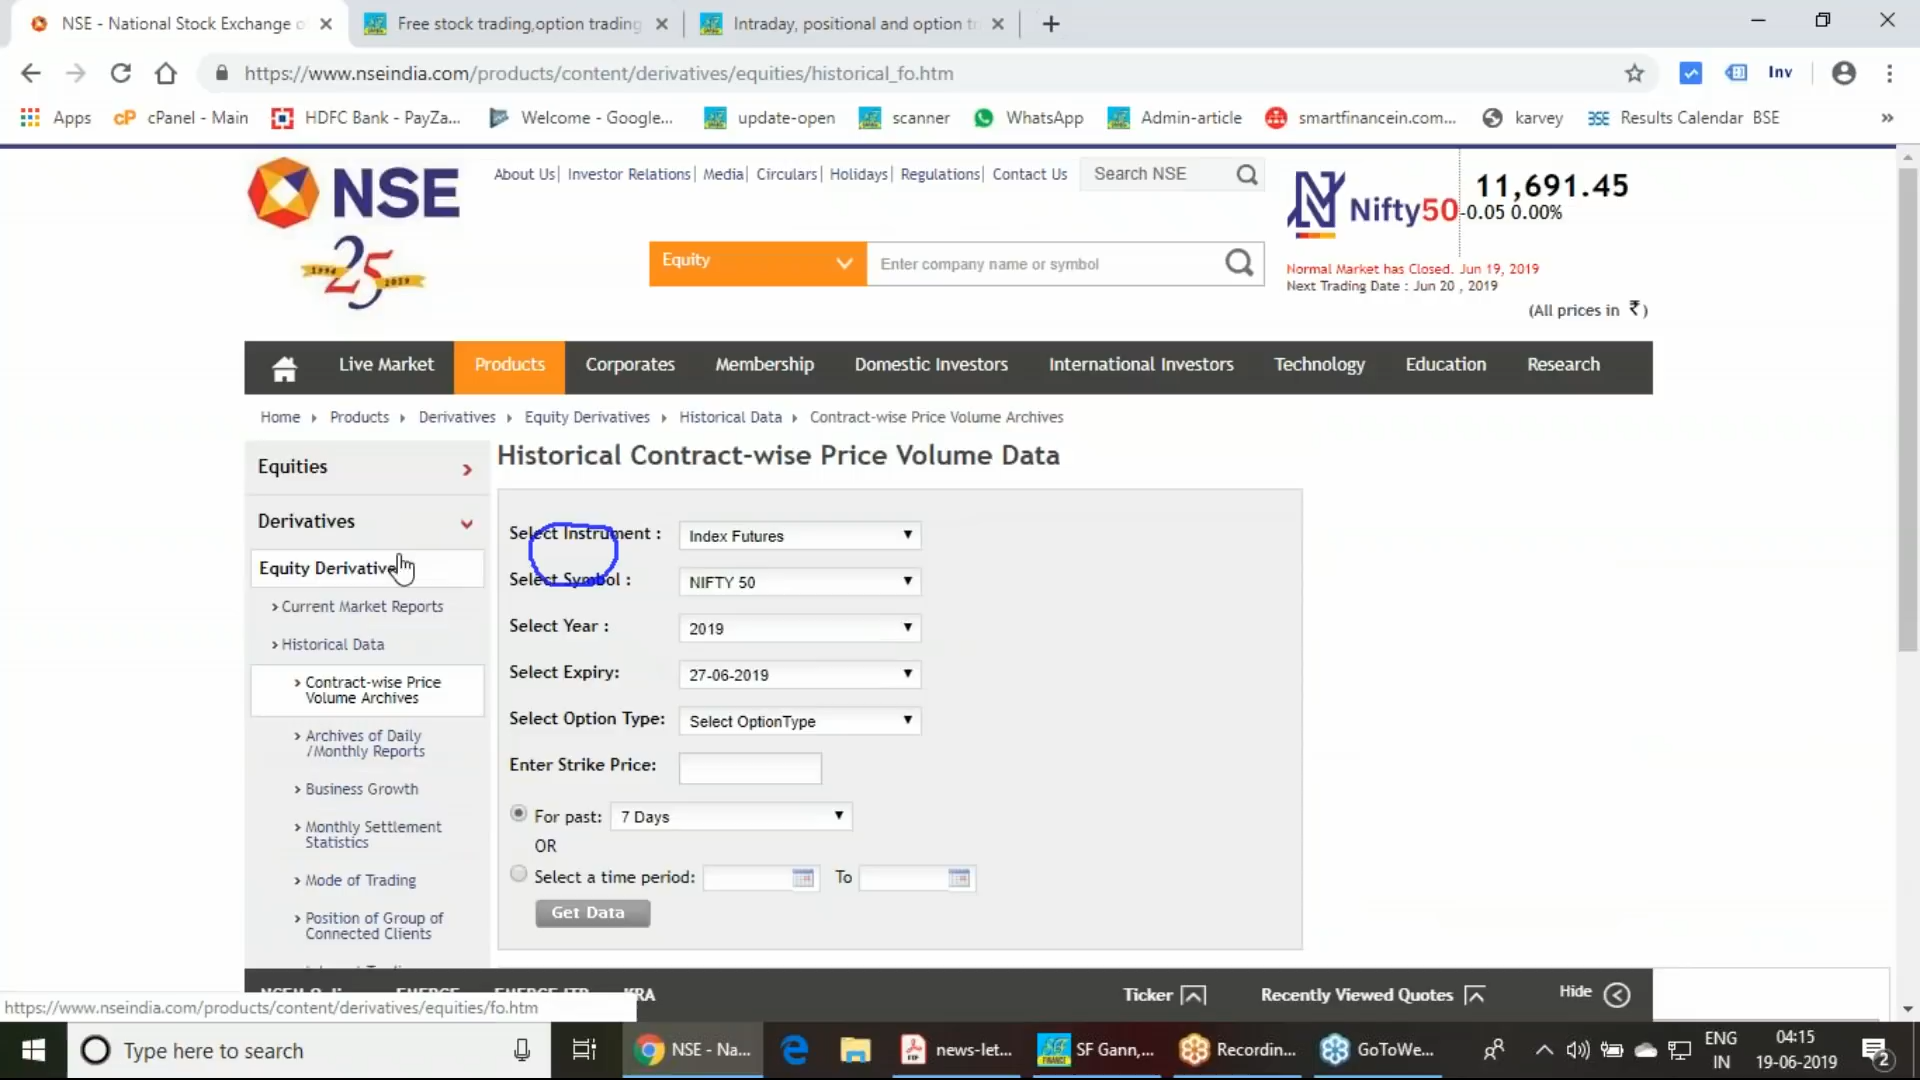 NSE - National Stock Exchange o
Free stock trading,option trading
Intraday, positional and option tr
https://www.nseindia.com/products/content/derivatives/equities/historical_fo.htm
Inv
Apps
cP cPanel - Main
HDFC Bank - PayZa...
Welcome - Google...
update-open
scanner
WhatsApp
Admin-article
smartfinancein.com...
karvey
BSE Results Calendar BSE
»
NSE
1994 25 2019
About Us| Investor Relations| Media| Circulars| Holidays| Regulations| Contact Us
Search NSE
Equity
Enter company name or symbol
Nifty50
11,691.45
-0.05 0.00%
Normal Market has Closed. Jun 19, 2019
Next Trading Date : Jun 20 , 2019
(All prices in ₹ )
Live Market
Products
Corporates
Membership
Domestic Investors
International Investors
Technology
Education
Research
Home
Products
Derivatives
Equity Derivatives
Historical Data
Contract-wise Price Volume Archives
Equities
Derivatives
Equity Derivative
Current Market Reports
Historical Data
Contract-wise Price
Volume Archives
Archives of Daily
/Monthly Reports
Business Growth
Monthly Settlement
Statistics
Mode of Trading
Position of Group of
Connected Clients
Historical Contract-wise Price Volume Data
Select Instrument : Index Futures
Select Symbol : NIFTY 50
Select Year : 2019
Select Expiry: 27-06-2019
Select Option Type: Select OptionType
Enter Strike Price:
For past: 7 Days
OR
Select a time period: To
Get Data
KRA
Ticker
Recently Viewed Quotes
Hide
https://www.nseindia.com/products/content/derivatives/equities/fo.htm
Type here to search
NSE - Na...
news-let...
SF Gann,...
Recordin...
GoToWe...
ENG
IN
04:15
19-06-2019
2